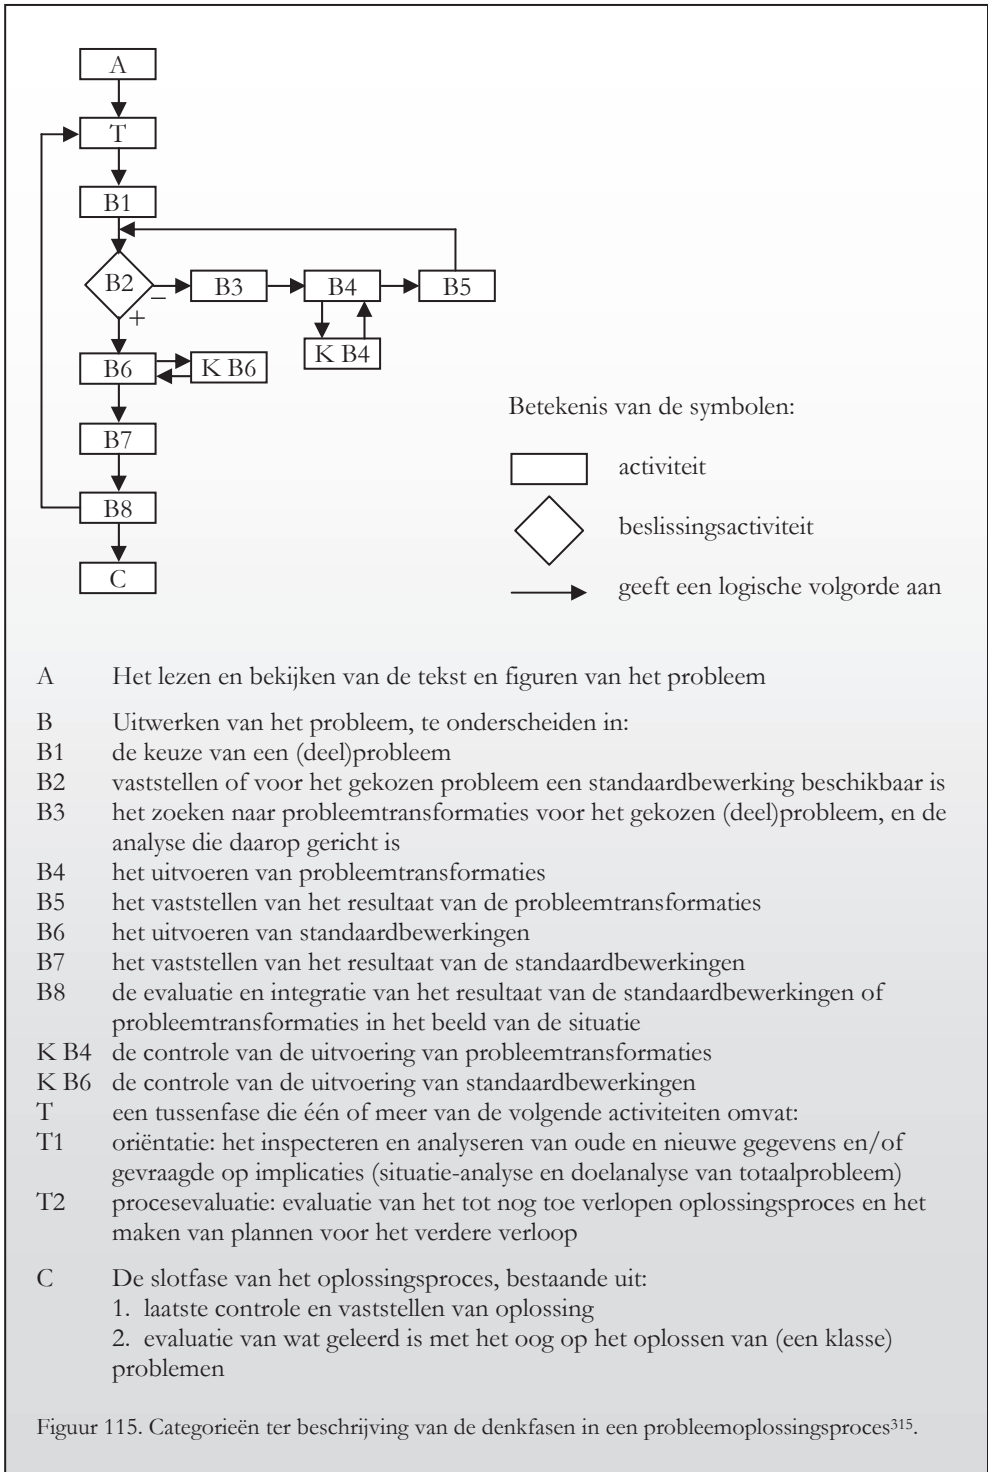 A
T
B1
B2
−
B3
B4
B5
+
K B4
B6
K B6
B7
B8
C
Betekenis van de symbolen:
activiteit
beslissingsactiviteit
geeft een logische volgorde aan
A Het lezen en bekijken van de tekst en figuren van het probleem
B Uitwerken van het probleem, te onderscheiden in:
B1 de keuze van een (deel)probleem
B2 vaststellen of voor het gekozen probleem een standaardbewerking beschikbaar is
B3 het zoeken naar probleemtransformaties voor het gekozen (deel)probleem, en de
analyse die daarop gericht is
B4 het uitvoeren van probleemtransformaties
B5 het vaststellen van het resultaat van de probleemtransformaties
B6 het uitvoeren van standaardbewerkingen
B7 het vaststellen van het resultaat van de standaardbewerkingen
B8 de evaluatie en integratie van het resultaat van de standaardbewerkingen of
probleemtransformaties in het beeld van de situatie
K B4 de controle van de uitvoering van probleemtransformaties
K B6 de controle van de uitvoering van standaardbewerkingen
T een tussenfase die één of meer van de volgende activiteiten omvat:
T1 oriëntatie: het inspecteren en analyseren van oude en nieuwe gegevens en/of
gevraagde op implicaties (situatie-analyse en doelanalyse van totaalprobleem)
T2 procesevaluatie: evaluatie van het tot nog toe verlopen oplossingsproces en het
maken van plannen voor het verdere verloop
C De slotfase van het oplossingsproces, bestaande uit:
1. laatste controle en vaststellen van oplossing
2. evaluatie van wat geleerd is met het oog op het oplossen van (een klasse)
problemen
Figuur 115. Categorieën ter beschrijving van de denkfasen in een probleemoplossingsproces³¹⁵.